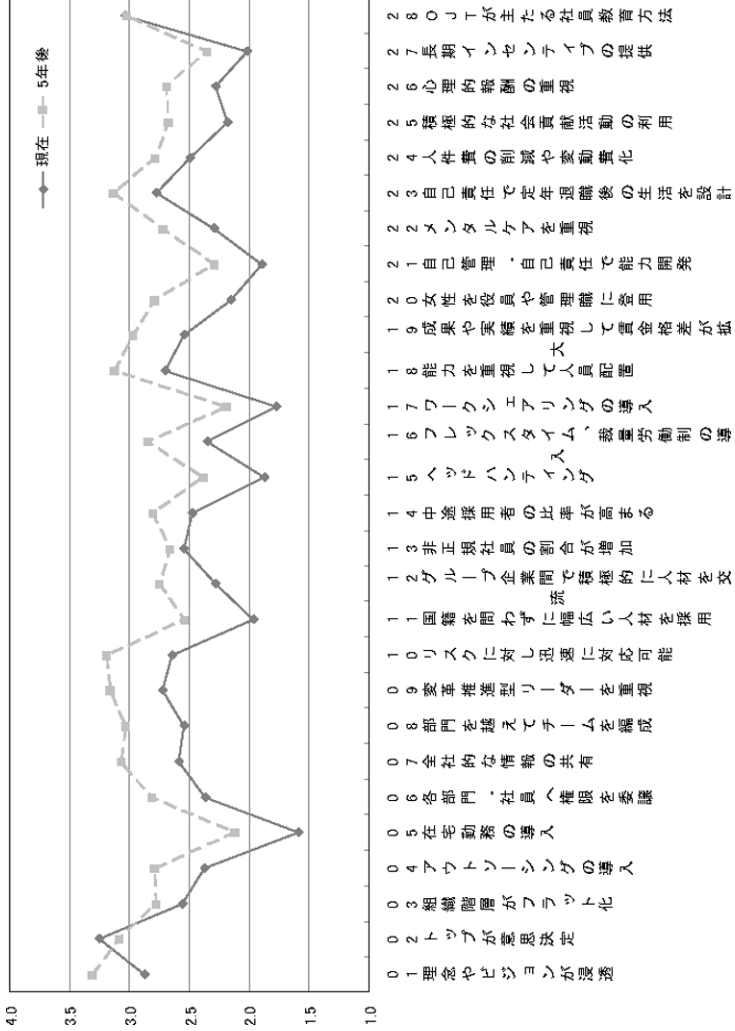 現在
5年後
4.0
3.5
3.0
2.5
2.0
1.5
1.0
01理念やビジョンが浸透
02トップが意思決定
03組織階層がフラット化
04アウトソーシングの導入
05在宅勤務の導入
06各部門・社員へ権限を委譲
07全社的な情報の共有
08部門を越えてチームを編成
09変革推進型リーダーを重視
10リスクに対し迅速に対応可能
11国籍を問わずに幅広い人材を採用
12グループ企業間で積極的に人材を交
流
13非正規社員の割合が増加
14中途採用者の比率が高まる
15ヘッドハンティング
16フレックスタイム、裁量労働制の導
入
17ワークシェアリングの導入
18能力を重視して人員配置
19成果や実績を重視して賃金格差が拡
大
20女性を役員や管理職に登用
21自己管理・自己責任で能力開発
22メンタルケアを重視
23自己責任で定年退職後の生活を設計
24人件費の削減や変動費化
25積極的な社会貢献活動の利用
26心理的報酬の重視
27長期インセンティブの提供
28OJTが主たる社員教育方法